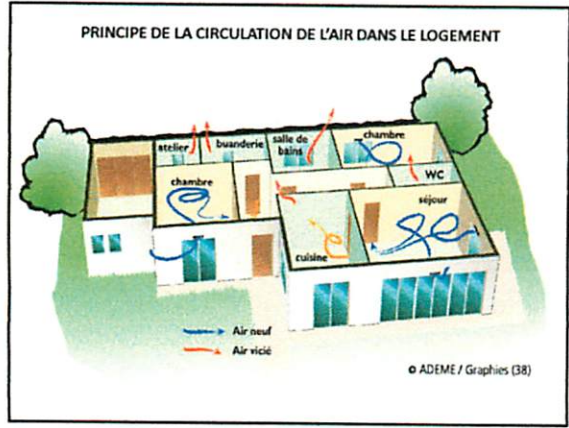 PRINCIPE DE LA CIRCULATION DE L'AIR DANS LE LOGEMENT
atelier
buanderie
salle de
bains
chambre
chambre
WC
séjour
cuisine
Air neuf
Air vicié
© ADEME / Graphies (38)